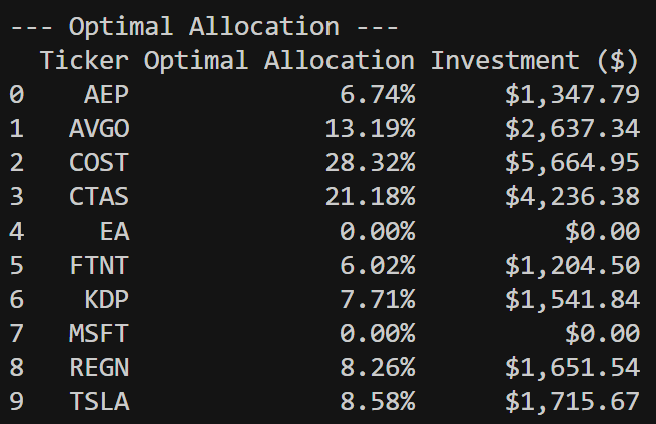 --- Optimal Allocation ---
  Ticker Optimal Allocation Investment ($)
0    AEP              6.74%      $1,347.79
1   AVGO             13.19%      $2,637.34
2   COST             28.32%      $5,664.95
3   CTAS             21.18%      $4,236.38
4     EA              0.00%          $0.00
5   FTNT              6.02%      $1,204.50
6    KDP              7.71%      $1,541.84
7   MSFT              0.00%          $0.00
8   REGN              8.26%      $1,651.54
9   TSLA              8.58%      $1,715.67